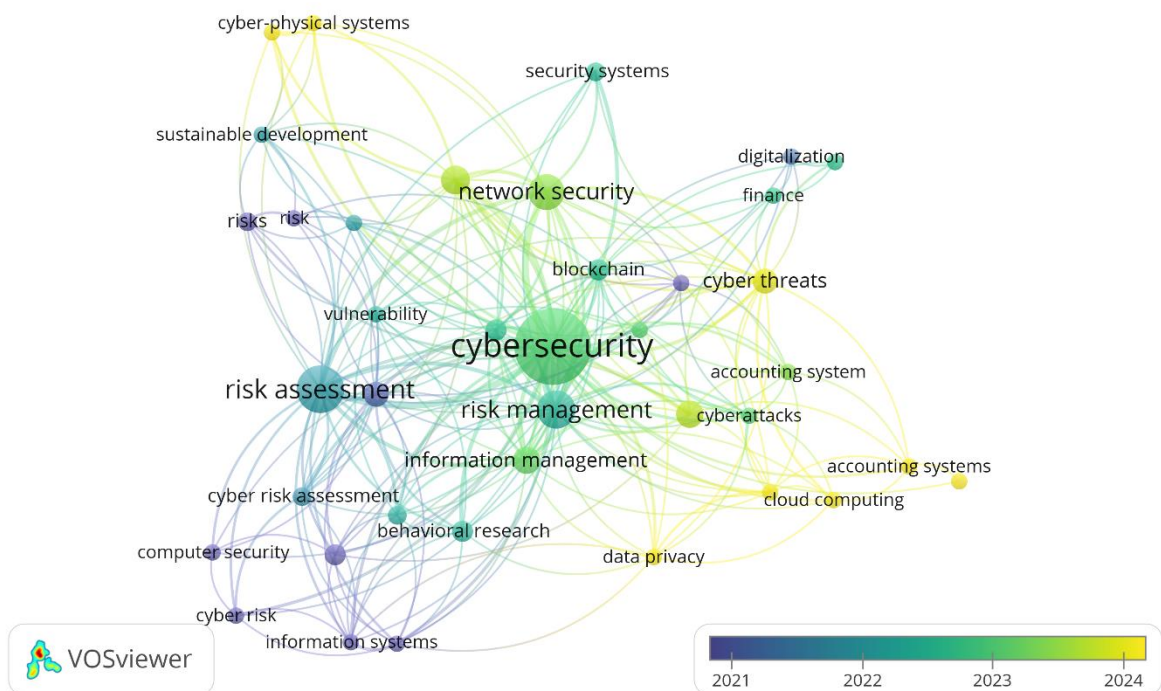 cyber-physical systems
security systems
sustainable development
digitalization
network security
finance
risks
risk
blockchain
cyber threats
vulnerability
cybersecurity
accounting system
risk assessment
risk management
cyberattacks
information management
accounting systems
cyber risk assessment
cloud computing
behavioral research
computer security
data privacy
cyber risk
information systems
VOSviewer
2021
2022
2023
2024